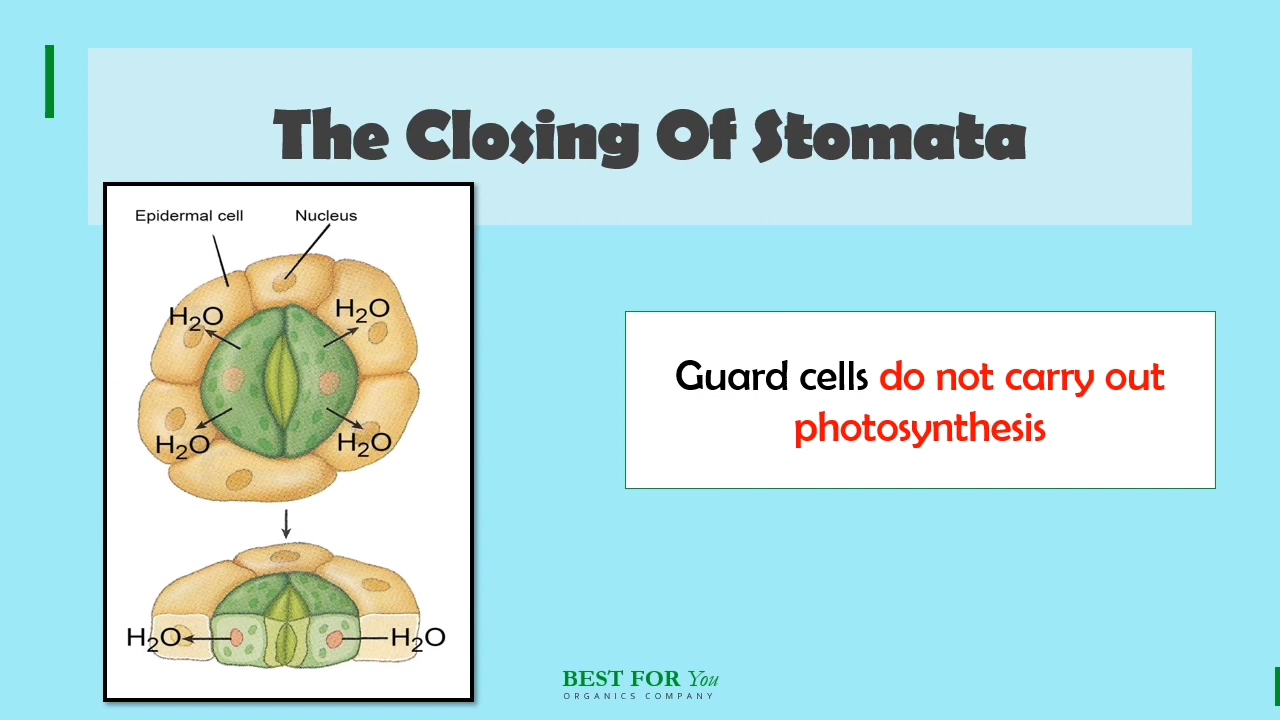 The Closing Of Stomata
Epidermal cell
Nucleus
H₂O
H₂O
H₂O
H₂O
H₂O
H₂O
Guard cells do not carry out
photosynthesis
BEST FOR You
ORGANICS COMPANY